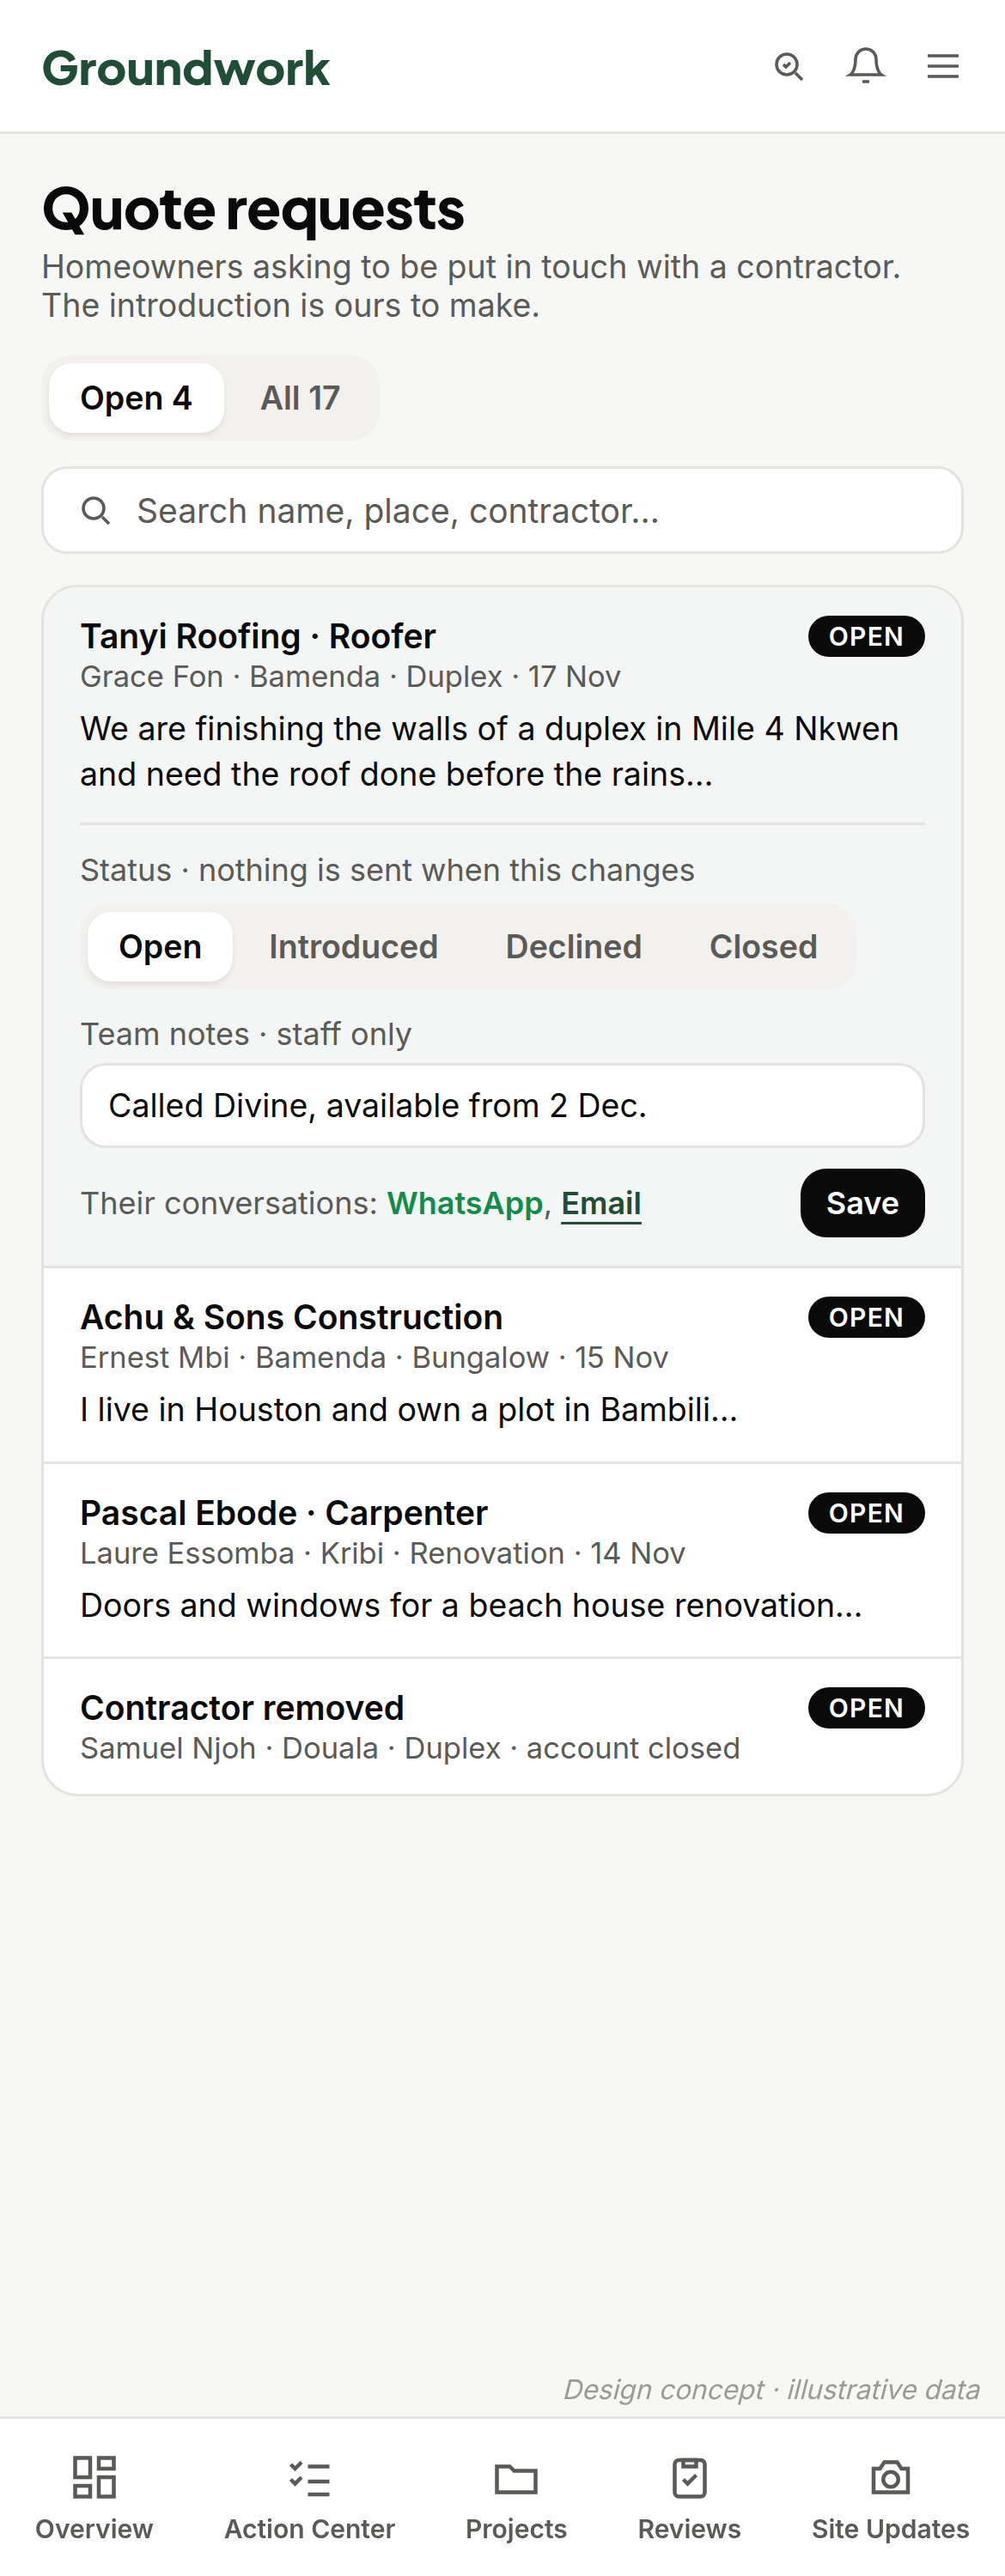 Groundwork
Quote requests
Homeowners asking to be put in touch with a contractor.
The introduction is ours to make.
Open 4
All 17
Search name, place, contractor...
Tanyi Roofing · Roofer
OPEN
Grace Fon · Bamenda · Duplex · 17 Nov
We are finishing the walls of a duplex in Mile 4 Nkwen
and need the roof done before the rains...
Status · nothing is sent when this changes
Open
Introduced
Declined
Closed
Team notes · staff only
Called Divine, available from 2 Dec.
Their conversations: WhatsApp, Email
Save
Achu & Sons Construction
OPEN
Ernest Mbi · Bamenda · Bungalow · 15 Nov
I live in Houston and own a plot in Bambili...
Pascal Ebode · Carpenter
OPEN
Laure Essomba · Kribi · Renovation · 14 Nov
Doors and windows for a beach house renovation...
Contractor removed
OPEN
Samuel Njoh · Douala · Duplex · account closed
Design concept · illustrative data
Overview
Action Center
Projects
Reviews
Site Updates